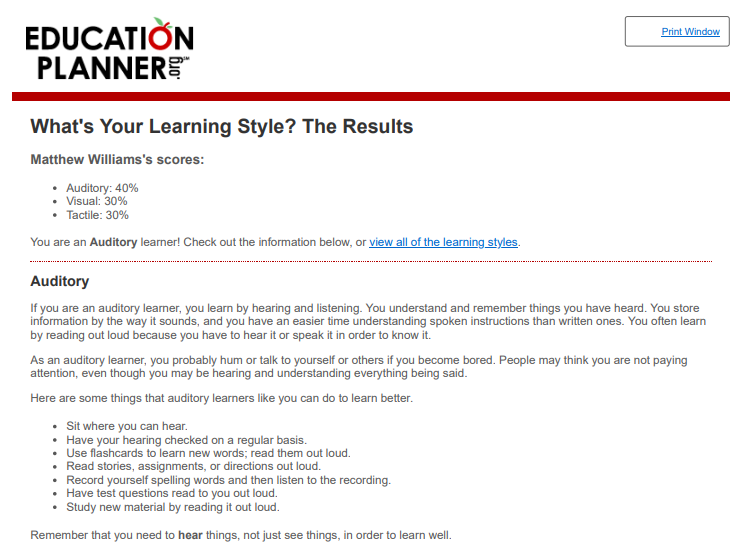 EDUCATION
PLANNER.org℠
Print Window
What's Your Learning Style? The Results
Matthew Williams's scores:
• Auditory: 40%
• Visual: 30%
• Tactile: 30%
You are an Auditory learner! Check out the information below, or view all of the learning styles.
Auditory
If you are an auditory learner, you learn by hearing and listening. You understand and remember things you have heard. You store
information by the way it sounds, and you have an easier time understanding spoken instructions than written ones. You often learn
by reading out loud because you have to hear it or speak it in order to know it.
As an auditory learner, you probably hum or talk to yourself or others if you become bored. People may think you are not paying
attention, even though you may be hearing and understanding everything being said.
Here are some things that auditory learners like you can do to learn better.
• Sit where you can hear.
• Have your hearing checked on a regular basis.
• Use flashcards to learn new words; read them out loud.
• Read stories, assignments, or directions out loud.
• Record yourself spelling words and then listen to the recording.
• Have test questions read to you out loud.
• Study new material by reading it out loud.
Remember that you need to hear things, not just see things, in order to learn well.